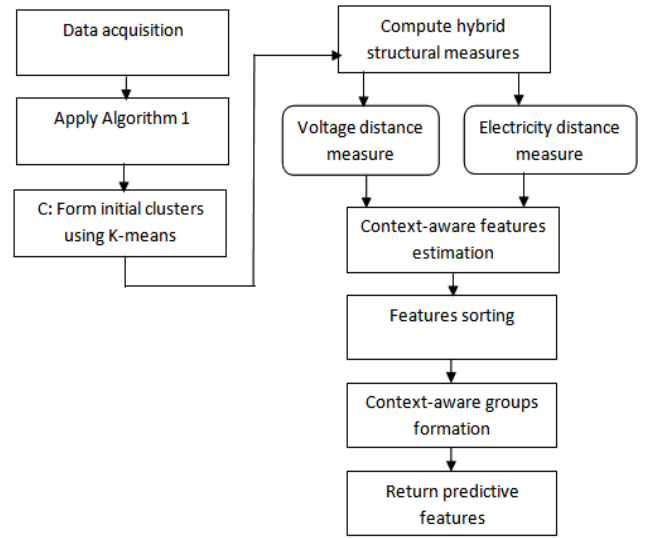 Data acquisition
Apply Algorithm 1
C: Form initial clusters
using K-means
Compute hybrid
structural measures
Voltage distance
measure
Electricity distance
measure
Context-aware features
estimation
Features sorting
Context-aware groups
formation
Return predictive
features